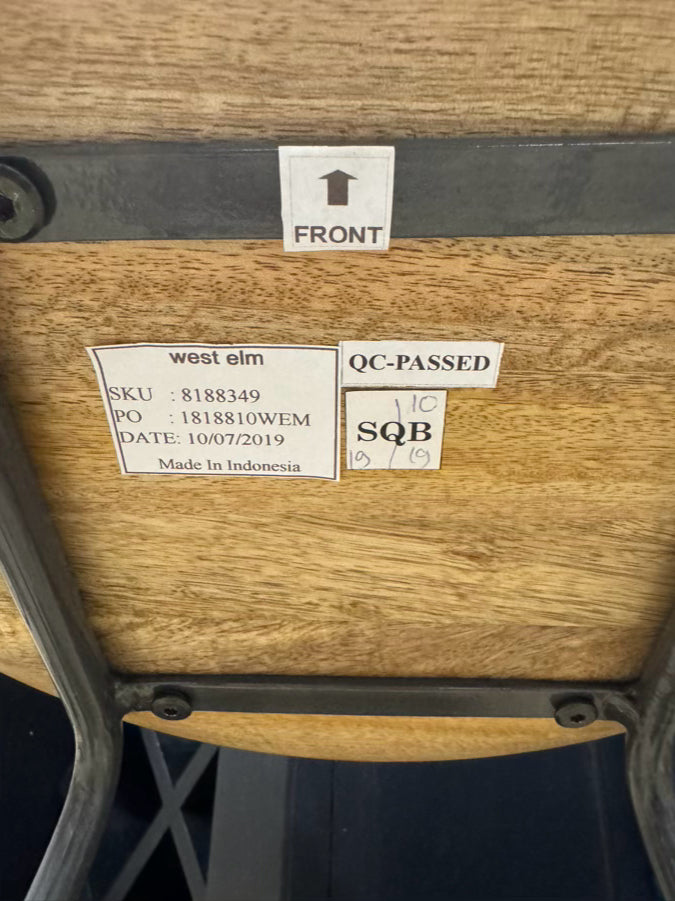 FRONT
west elm
SKU : 8188349
PO : 1818810WEM
DATE: 10/07/2019
Made In Indonesia
QC-PASSED
10
SQB
19 / 19